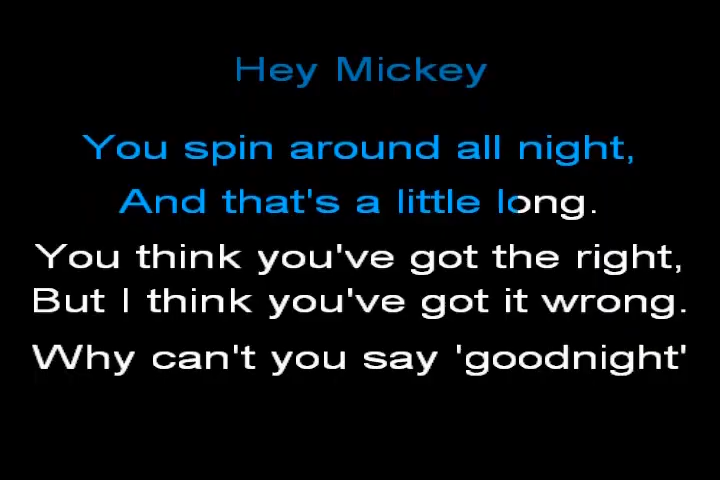 Hey Mickey
You spin around all night,
And that's a little long.
You think you've got the right,
But I think you've got it wrong.
Why can't you say 'goodnight'